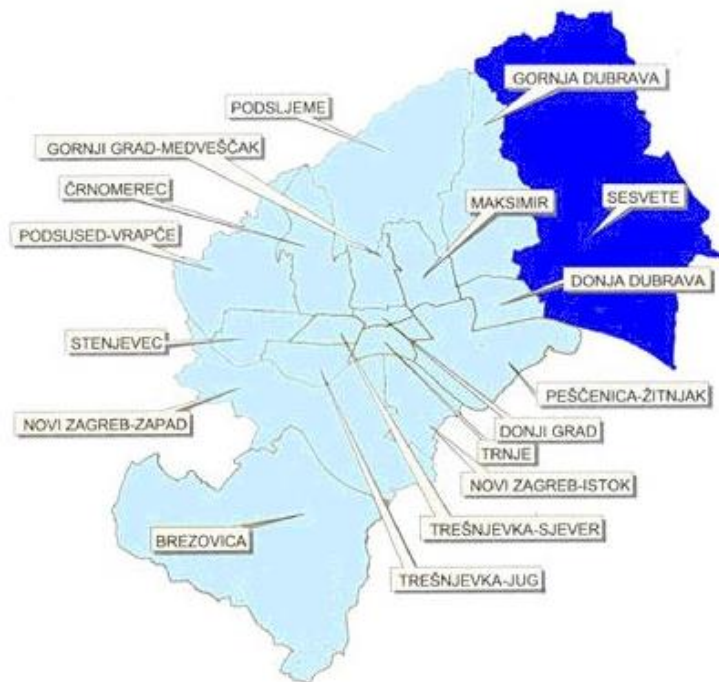 GORNJA DUBRAVA
PODSLJEME
GORNJI GRAD-MEDVEŠČAK
ČRNOMEREC
MAKSIMIR
SESVETE
PODSUSED-VRAPČE
DONJA DUBRAVA
STENJEVEC
PEŠČENICA-ŽITNJAK
NOVI ZAGREB-ZAPAD
DONJI GRAD
TRNJE
NOVI ZAGREB-ISTOK
TREŠNJEVKA-SJEVER
BREZOVICA
TREŠNJEVKA-JUG